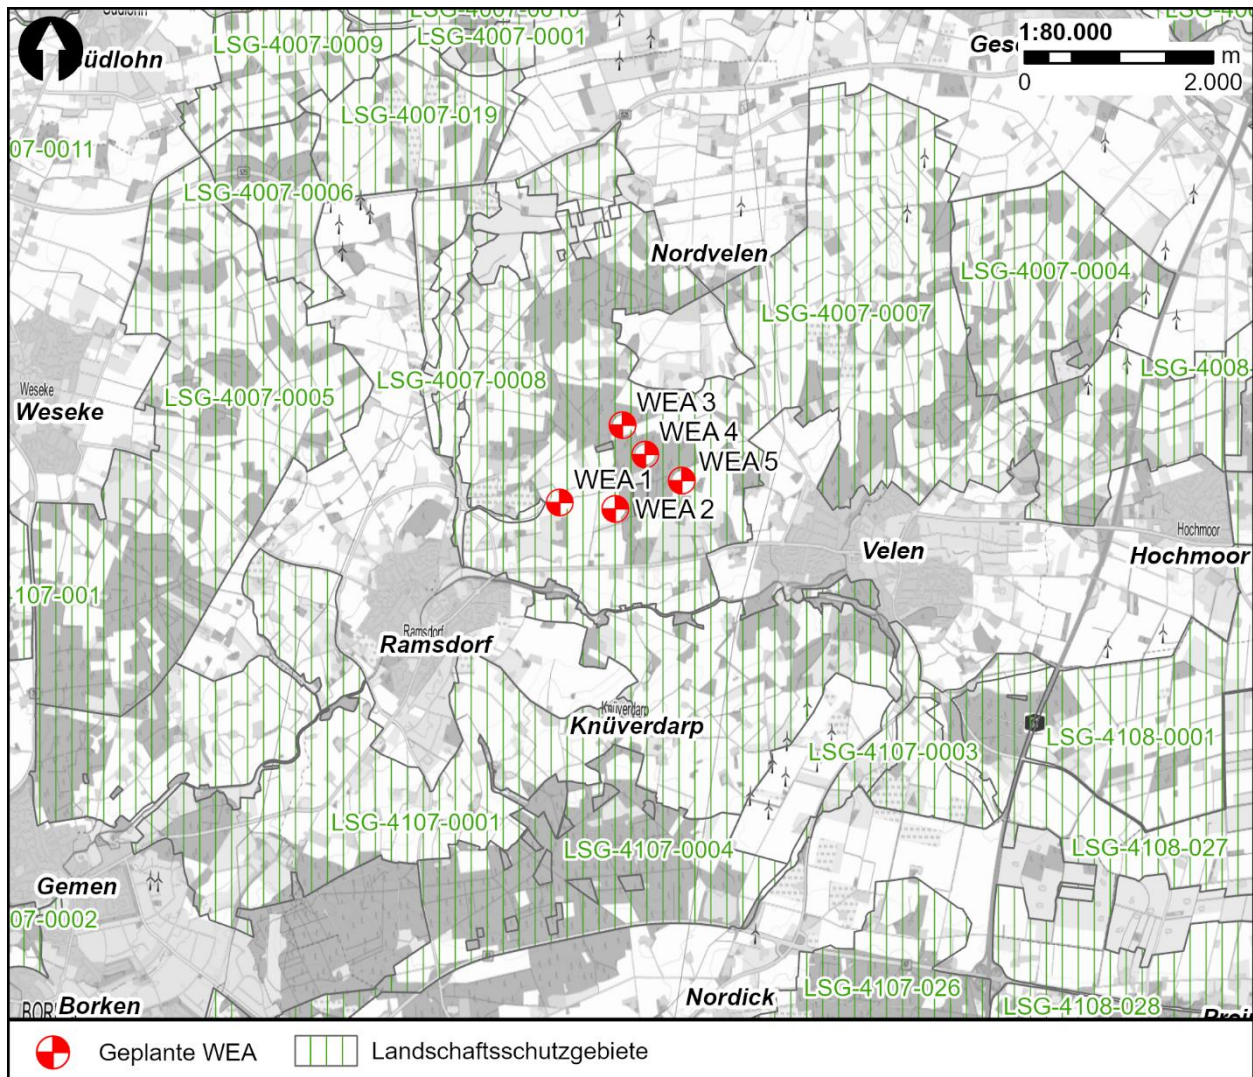 LSG-4007-0009
LSG-4007-0001
1:80.000
m
0
2.000
LSG-4007-019
LSG-4007-0006
Nordvelen
LSG-4007-0004
LSG-4007-0007
LSG-4007-0008
Weseke
Weseke
LSG-4007-0005
LSG-4008-
WEA 3
WEA 4
WEA 5
WEA 1
WEA 2
Velen
Hochmoor
Hochmoor
107-001
Ramsdorf
Ramsdorf
Knüverdarp
Knüverdarp
LSG-4107-0003
LSG-4108-0001
LSG-4107-0001
LSG-4107-0004
LSG-4108-027
Gemen
07-0002
07-0011
Nordick
LSG-4107-026
LSG-4108-028
Borken
Geplante WEA
Landschaftsschutzgebiete